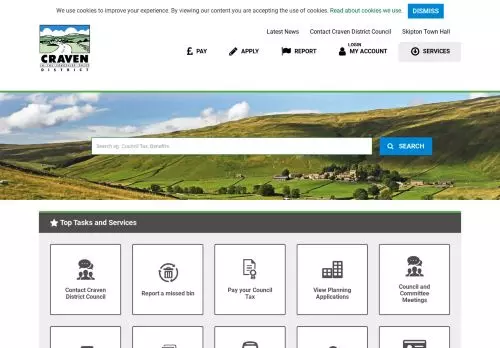 We use cookies to improve your experience. By viewing our content you are accepting the use of cookies. Read about cookies we use. DISMISS
Latest News Contact Craven District Council Skipton Town Hall
CRAVEN
DISTRICT
£ PAY APPLY REPORT LOGIN MY ACCOUNT SERVICES
Search eg. Council Tax, Benefits SEARCH
Top Tasks and Services
Contact Craven
District Council
Report a missed bin
Pay your Council
Tax
View Planning
Applications
Council and
Committee
Meetings